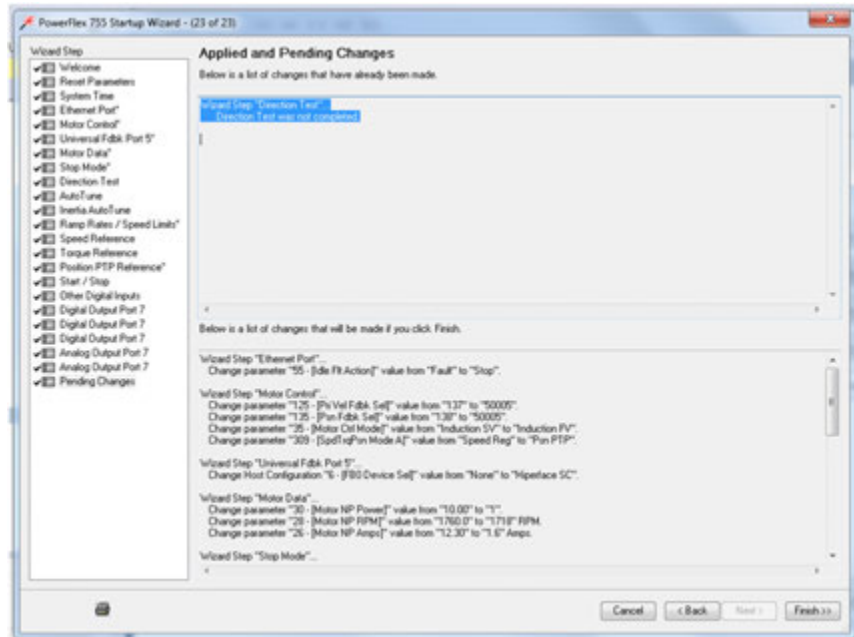 PowerFlex 755 Startup Wizard - (23 of 23)
Wizard Step
Welcome
Reset Parameters
System Time
Ethernet Port*
Motor Control*
Universal Fdbk Port 5*
Motor Data*
Stop Mode*
Direction Test
AutoTune
Inertia AutoTune
Ramp Rates / Speed Limits*
Speed Reference
Torque Reference
Position PTP Reference*
Start / Stop
Other Digital Inputs
Digital Output Port 7
Digital Output Port 7
Digital Output Port 7
Analog Output Port 7
Analog Output Port 7
Pending Changes
Applied and Pending Changes
Below is a list of changes that have already been made.
Wizard Step "Direction Test"...
Direction Test was not completed.
Below is a list of changes that will be made if you click Finish.
Wizard Step "Ethernet Port"...
Change parameter "55 - [Idle Flt Action]" value from "Fault" to "Stop".
Wizard Step "Motor Control"...
Change parameter "125 - [Pri Vel Fdbk Sel]" value from "137" to "50005".
Change parameter "135 - [Psn Fdbk Sel]" value from "138" to "50005".
Change parameter "35 - [Motor Ctrl Mode]" value from "Induction SV" to "Induction FV".
Change parameter "309 - [SpdTrqPsn Mode A]" value from "Speed Reg" to "Psn PTP".
Wizard Step "Universal Fdbk Port 5"...
Change Host Configuration "6 - [FB0 Device Sel]" value from "None" to "Hiperface SC".
Wizard Step "Motor Data"...
Change parameter "30 - [Motor NP Power]" value from "10.00" to "1".
Change parameter "28 - [Motor NP RPM]" value from "1760.0" to "1718" RPM.
Change parameter "26 - [Motor NP Amps]" value from "12.30" to "1.6" Amps.
Wizard Step "Stop Mode"...
Cancel
< Back
Next >
Finish >>